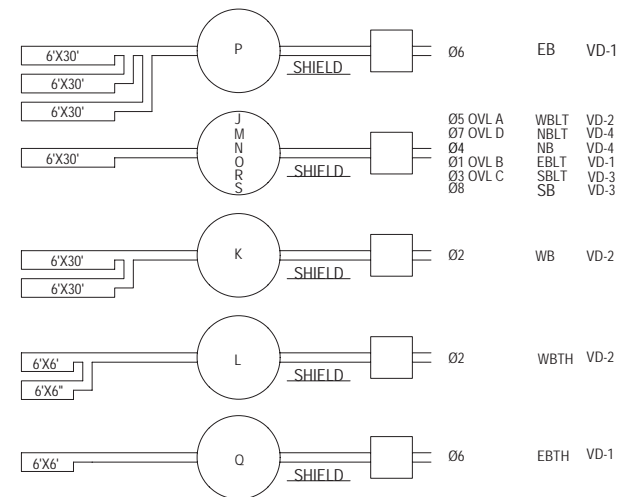 P
6'X30'
6'X30'
6'X30'
SHIELD
Ø6 EB VD-1
J
M
N
O
R
S
6'X30'
SHIELD
Ø5 OVL A WBLT VD-2
Ø7 OVL D NBLT VD-4
Ø4 NB VD-4
Ø1 OVL B EBLT VD-1
Ø3 OVL C SBLT VD-3
Ø8 SB VD-3
K
6'X30'
6'X30'
SHIELD
Ø2 WB VD-2
L
6'X6'
6'X6"
SHIELD
Ø2 WBTH VD-2
Q
6'X6'
SHIELD
Ø6 EBTH VD-1